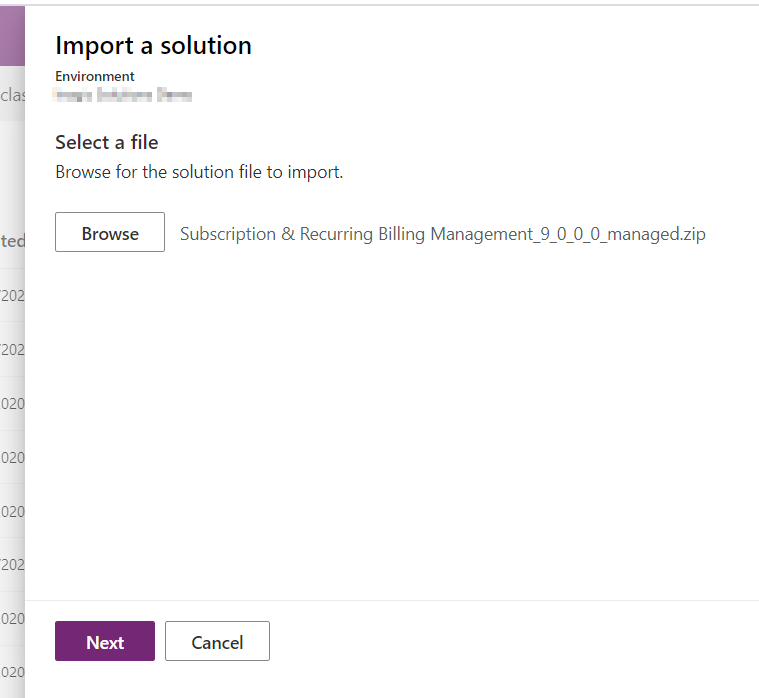 Import a solution
Environment
Select a file
Browse for the solution file to import.
Browse Subscription & Recurring Billing Management_9_0_0_0_managed.zip
Next Cancel
clas
ted
/202
/202
020
020
020
/202
020
020